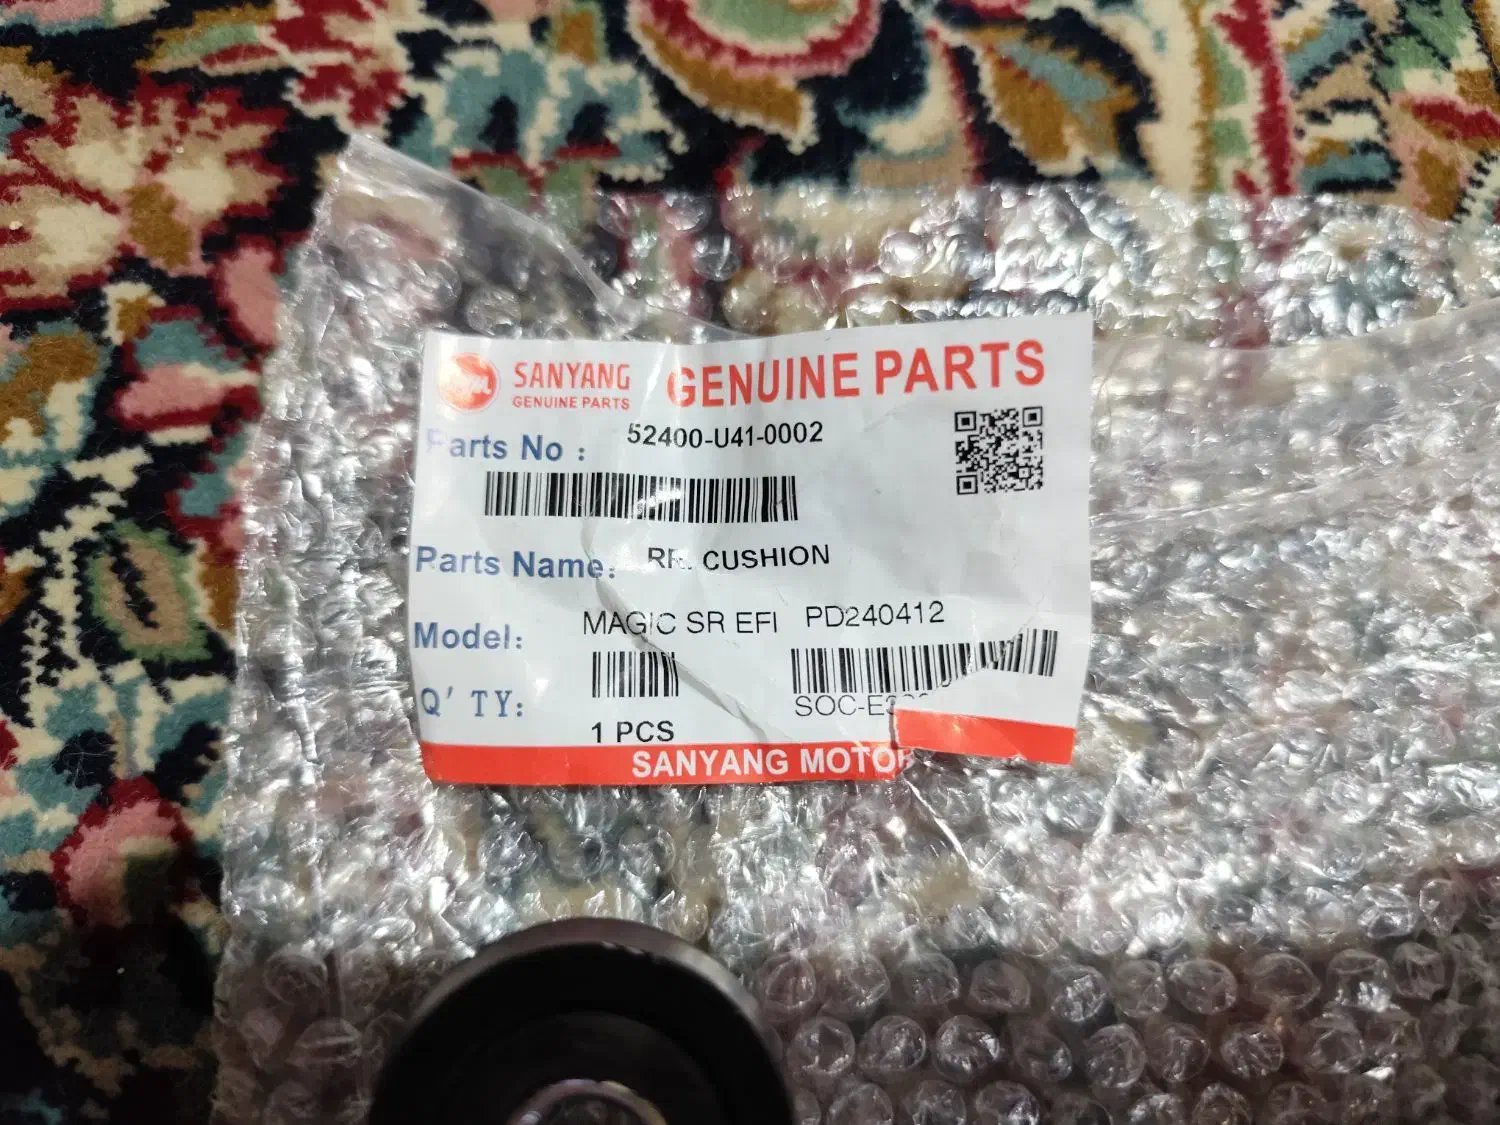 SANYANG
GENUINE PARTS
GENUINE PARTS
Parts No : 52400-U41-0002
Parts Name: RR. CUSHION
Model: MAGIC SR EFI PD240412
Q' TY: 1 PCS
SANYANG MOTOR